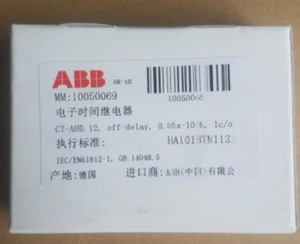 ABB
MM:10050069
10050069
电子时间继电器
CT-AHD.12, off-delay, 0.05s-100h, 1c/o
执行标准:
IEC/EN61812-1, GB 14048.5
产地:德国
进口商:ABB(中国)有限公